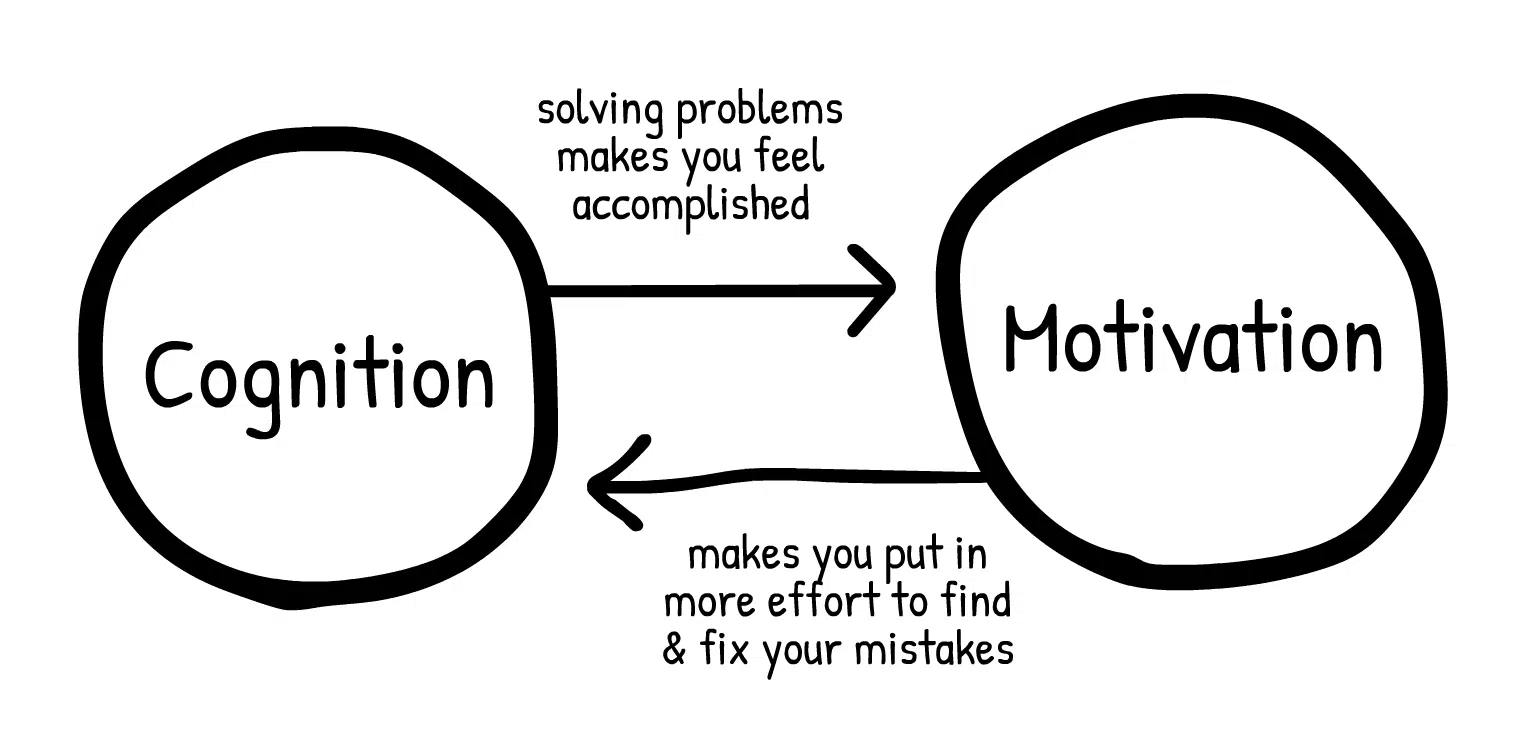 solving problems
makes you feel
accomplished
Cognition
Motivation
makes you put in
more effort to find
& fix your mistakes